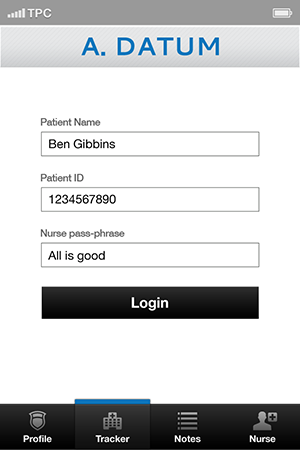 TPC
A. DATUM
Patient Name
Ben Gibbins
Patient ID
1234567890
Nurse pass-phrase
All is good
Login
Profile
Tracker
Notes
Nurse